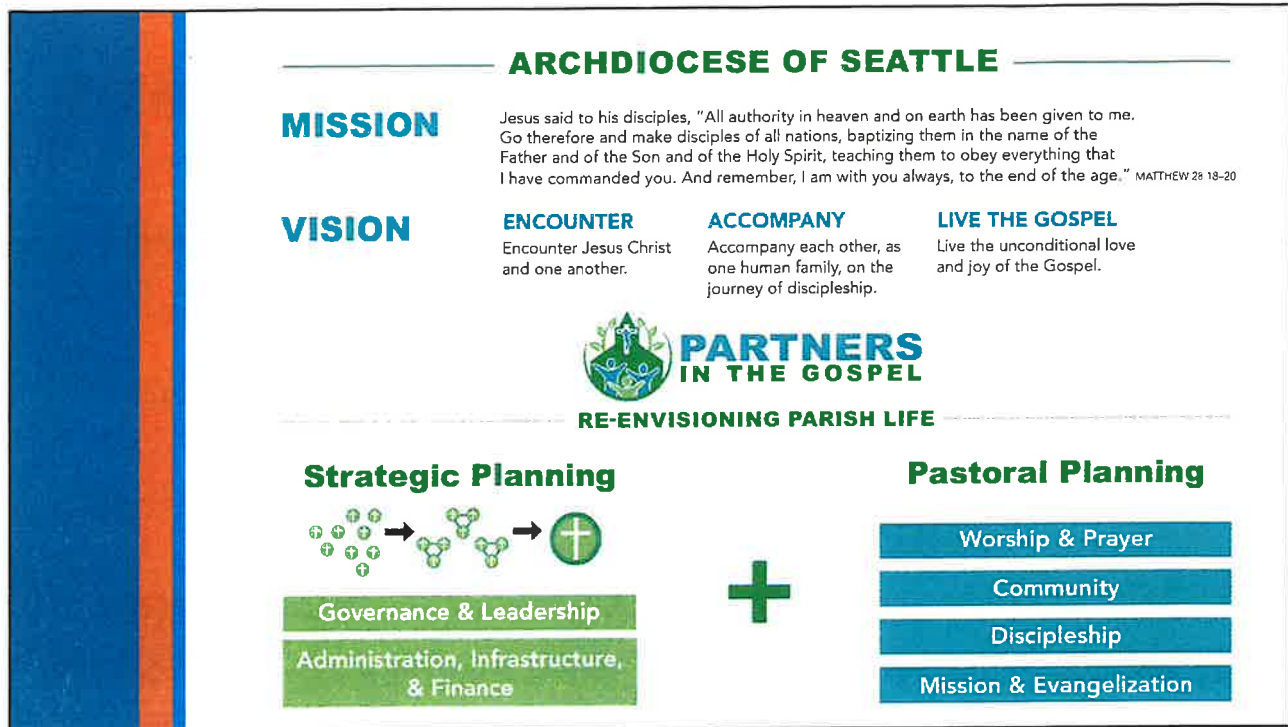 ARCHDIOCESE OF SEATTLE
MISSION
Jesus said to his disciples, "All authority in heaven and on earth has been given to me.
Go therefore and make disciples of all nations, baptizing them in the name of the
Father and of the Son and of the Holy Spirit, teaching them to obey everything that
I have commanded you. And remember, I am with you always, to the end of the age." MATTHEW 28 18–20
VISION
ENCOUNTER
Encounter Jesus Christ
and one another.
ACCOMPANY
Accompany each other, as
one human family, on the
journey of discipleship.
LIVE THE GOSPEL
Live the unconditional love
and joy of the Gospel.
PARTNERS
IN THE GOSPEL
RE-ENVISIONING PARISH LIFE
Strategic Planning
Governance & Leadership
Administration, Infrastructure,
& Finance
+
Pastoral Planning
Worship & Prayer
Community
Discipleship
Mission & Evangelization